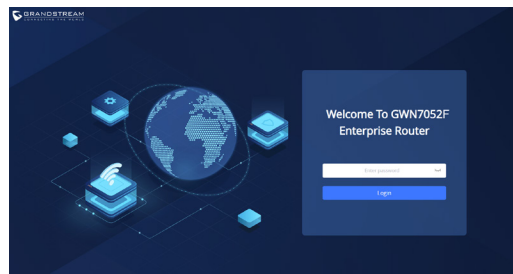 GRANDSTREAM
CONNECTING THE WORLD
Welcome To GWN7052F
Enterprise Router
Enter password
Login